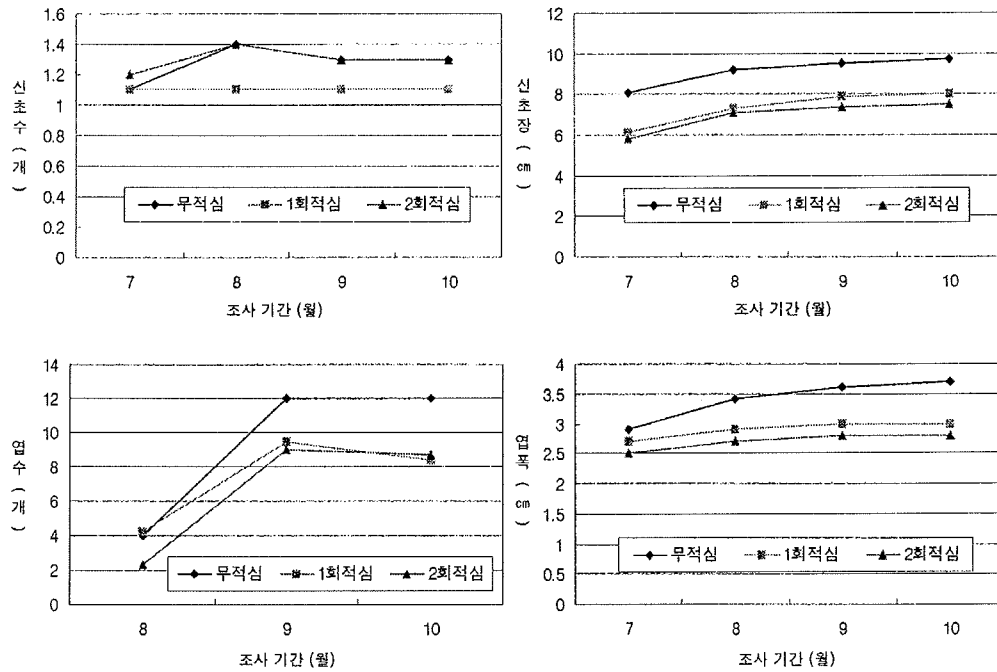 신초수(개)
1.6
1.4
1.2
1
0.8
0.6
0.4
0.2
0
무적심 1회적심 2회적심
7 8 9 10
조사 기간 (월)
신초장(cm)
12
10
8
6
4
2
0
무적심 1회적심 2회적심
7 8 9 10
조사 기간 (월)
엽수(개)
14
12
10
8
6
4
2
0
무적심 1회적심 2회적심
8 9 10
조사 기간 (월)
엽폭(cm)
4
3.5
3
2.5
2
1.5
1
0.5
0
무적심 1회적심 2회적심
7 8 9 10
조사 기간 (월)